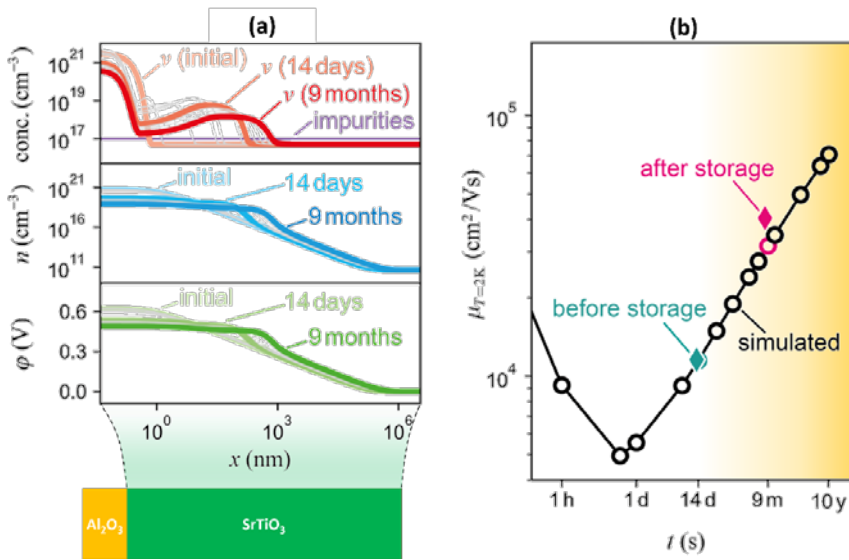 (a)
(b)
conc. (cm⁻³)
10²¹
10¹⁹
10¹⁷
v (initial)
v (14 days)
v (9 months)
impurities
n (cm⁻³)
10²¹
10¹⁶
10¹¹
initial
14 days
9 months
φ (V)
0.6
0.3
0.0
initial
14 days
9 months
10⁰
10³
10⁶
x (nm)
Al₂O₃
SrTiO₃
μT=2K (cm²/Vs)
10⁵
10⁴
after storage
before storage
simulated
1 h
1 d
14 d
9 m
10 y
t (s)